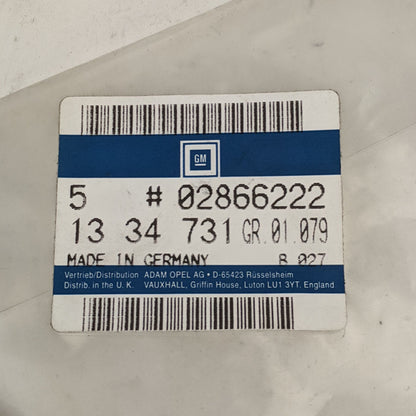 GM
5 # 02866222
13 34 731 GR.01.079
MADE IN GERMANY 8 027
Vertrieb/Distribution ADAM OPEL AG • D-65423 Rüsselsheim
Distrib. in the U. K. VAUXHALL, Griffin House, Luton LU1 3YT. England